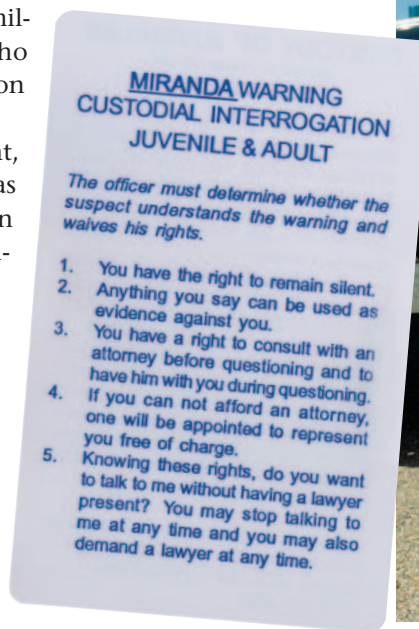 mil-
ho
on
nt,
as
n
-
MIRANDA WARNING
CUSTODIAL INTERROGATION
JUVENILE & ADULT
The officer must determine whether the
suspect understands the warning and
waives his rights.
1. You have the right to remain silent.
2. Anything you say can be used as
evidence against you.
3. You have a right to consult with an
attorney before questioning and to
have him with you during questioning.
4. If you can not afford an attorney,
one will be appointed to represent
you free of charge.
5. Knowing these rights, do you want
to talk to me without having a lawyer
present? You may stop talking to
me at any time and you may also
demand a lawyer at any time.